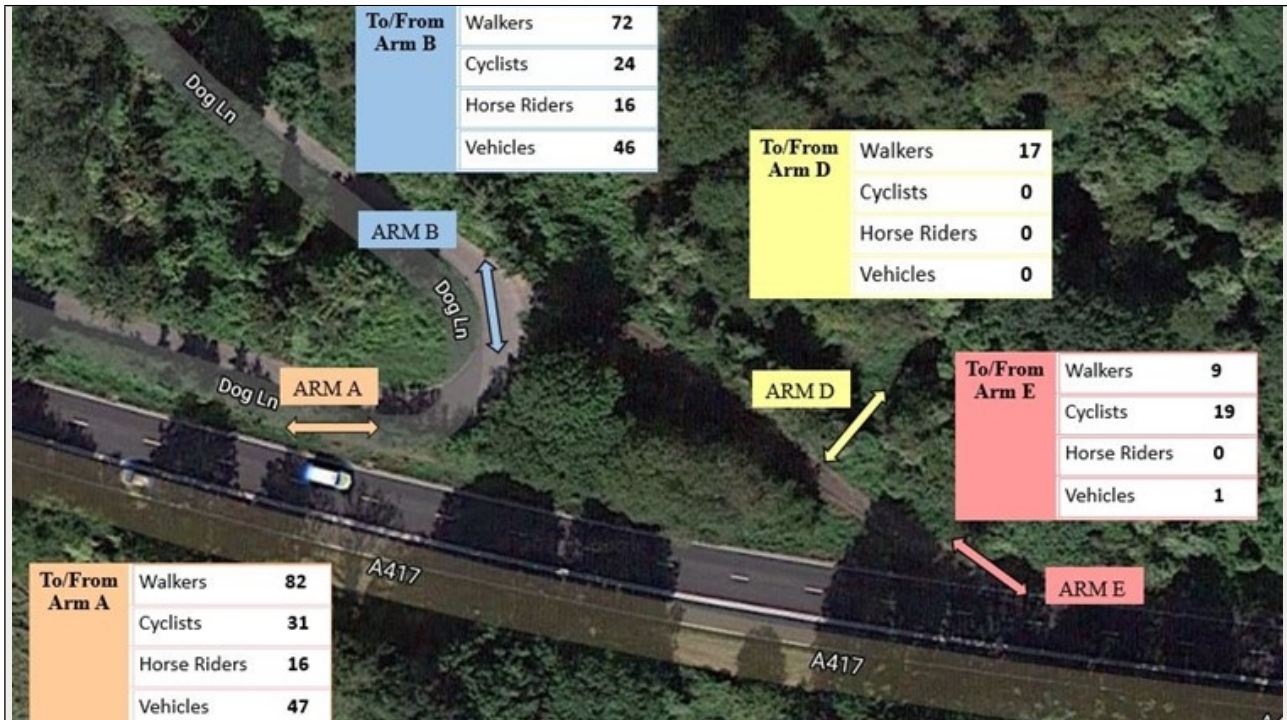 To/From
Arm B
Walkers 72
Cyclists 24
Horse Riders 16
Vehicles 46
Dog Ln
ARM B
To/From
Arm D
Walkers 17
Cyclists 0
Horse Riders 0
Vehicles 0
Dog Ln
Dog Ln
ARM A
ARM D
To/From
Arm E
Walkers 9
Cyclists 19
Horse Riders 0
Vehicles 1
ARM E
A417
A417
To/From
Arm A
Walkers 82
Cyclists 31
Horse Riders 16
Vehicles 47